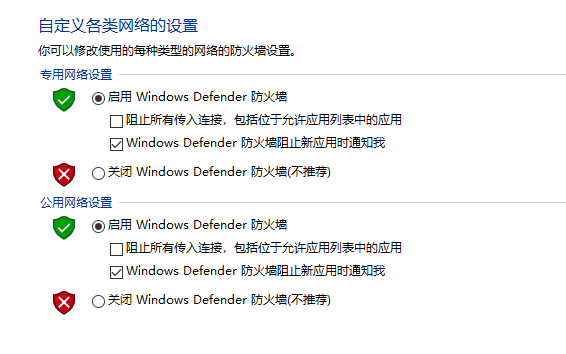 自定义各类网络的设置
你可以修改使用的每种类型的网络的防火墙设置。
专用网络设置
启用 Windows Defender 防火墙
阻止所有传入连接，包括位于允许应用列表中的应用
Windows Defender 防火墙阻止新应用时通知我
关闭 Windows Defender 防火墙(不推荐)
公用网络设置
启用 Windows Defender 防火墙
阻止所有传入连接，包括位于允许应用列表中的应用
Windows Defender 防火墙阻止新应用时通知我
关闭 Windows Defender 防火墙(不推荐)